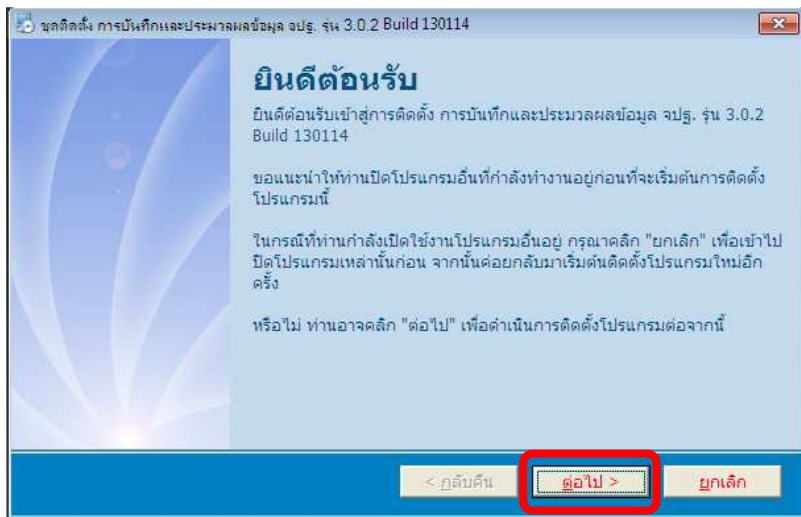 ชุดติดตั้ง การบันทึกและประมวลผลข้อมูล จปฐ. รุ่น 3.0.2 Build 130114
ยินดีต้อนรับ
ยินดีต้อนรับเข้าสู่การติดตั้ง การบันทึกและประมวลผลข้อมูล จปฐ. รุ่น 3.0.2
Build 130114
ขอแนะนำให้ท่านปิดโปรแกรมอื่นที่กำลังทำงานอยู่ก่อนที่จะเริ่มต้นการติดตั้ง
โปรแกรมนี้
ในกรณีที่ท่านกำลังเปิดใช้งานโปรแกรมอื่นอยู่ กรุณาคลิก "ยกเลิก" เพื่อเข้าไป
ปิดโปรแกรมเหล่านั้นก่อน จากนั้นค่อยกลับมาเริ่มต้นติดตั้งโปรแกรมใหม่อีก
ครั้ง
หรือไม่ ท่านอาจคลิก "ต่อไป" เพื่อดำเนินการติดตั้งโปรแกรมต่อจากนี้
< กลับคืน ต่อไป > ยกเลิก